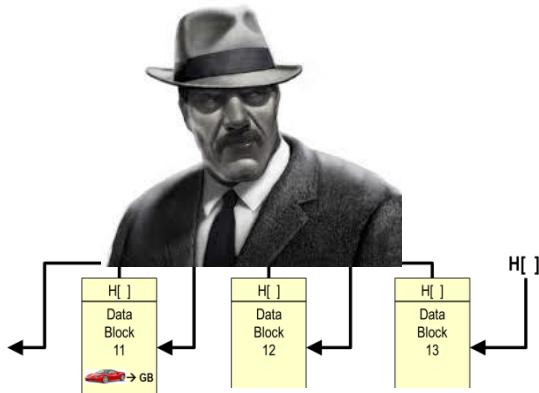 H[ ]
H[ ]
Data
Block
11
→ GB
H[ ]
Data
Block
12
H[ ]
Data
Block
13